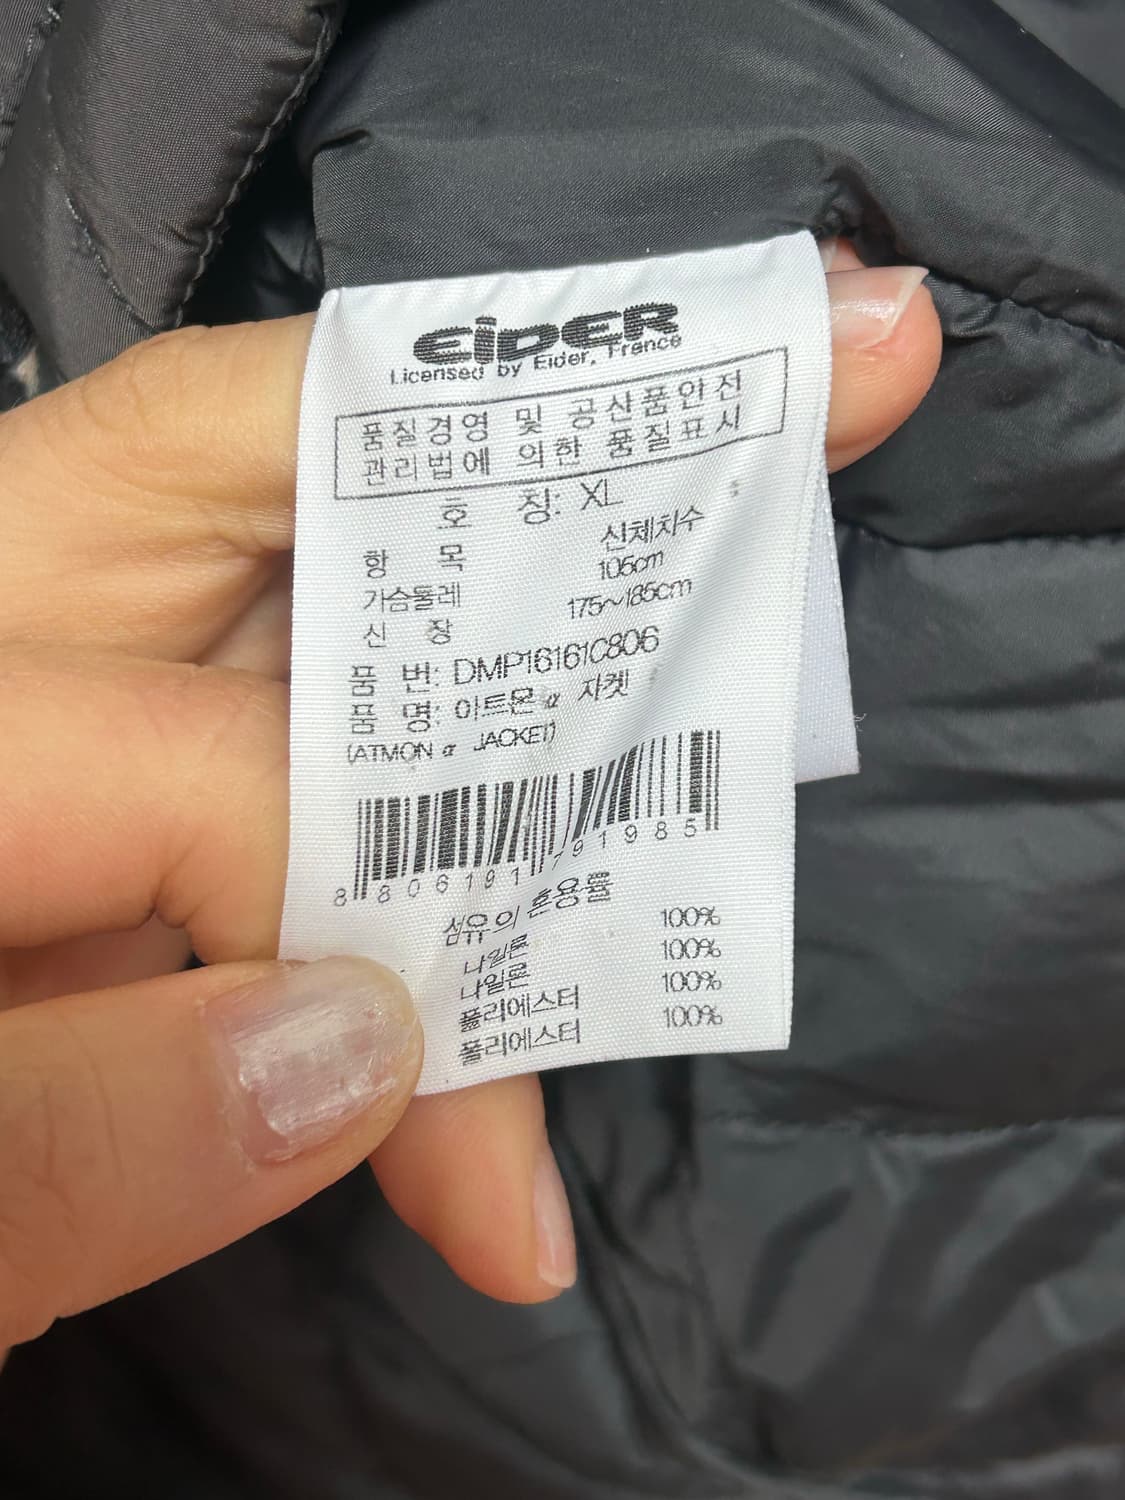 EiDER
Licensed by Eider, France
품질경영 및 공산품안전
관리법에 의한 품질표시
호 칭: XL
항 목 신체치수
가슴둘레 105cm
신 장 175~185cm
품 번: DMP16161C806
품 명: 아트몬 α 자켓
(ATMON α JACKET)
8 806191 791985
섬유의 혼용률
나일론 100%
나일론 100%
폴리에스터 100%
폴리에스터 100%